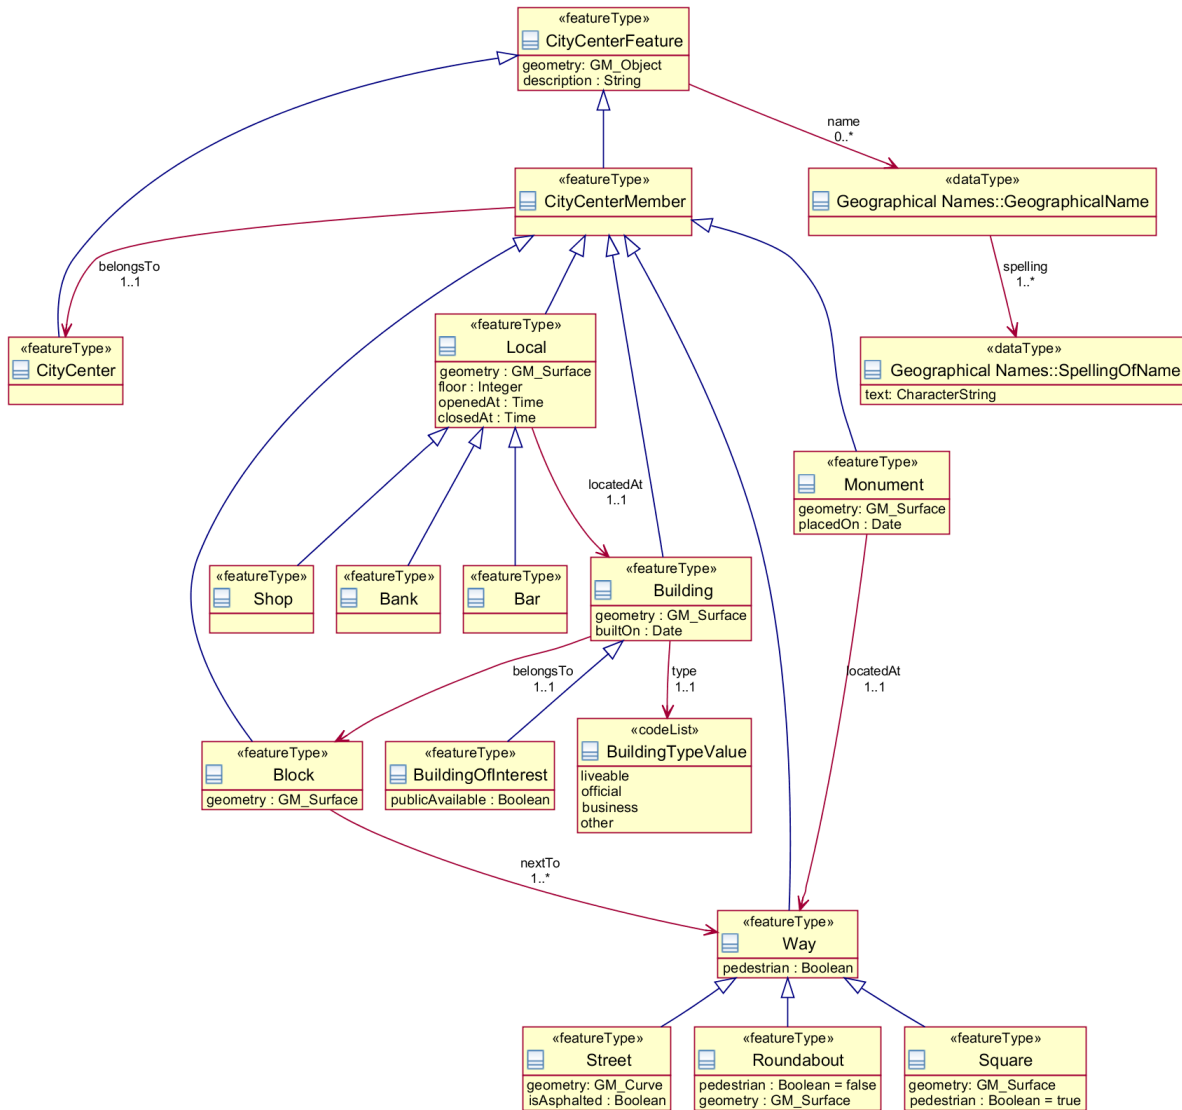 «featureType»
CityCenterFeature
geometry: GM_Object
description : String
name
0..*
«featureType»
CityCenterMember
«dataType»
Geographical Names::GeographicalName
belongsTo
1..1
spelling
1..*
«featureType»
CityCenter
«featureType»
Local
geometry : GM_Surface
floor : Integer
openedAt : Time
closedAt : Time
«dataType»
Geographical Names::SpellingOfName
text: CharacterString
«featureType»
Monument
geometry: GM_Surface
placedOn : Date
locatedAt
1..1
«featureType»
Shop
«featureType»
Bank
«featureType»
Bar
«featureType»
Building
geometry : GM_Surface
builtOn : Date
belongsTo
1..1
type
1..1
locatedAt
1..1
«featureType»
Block
geometry : GM_Surface
«featureType»
BuildingOfInterest
publicAvailable : Boolean
«codeList»
BuildingTypeValue
liveable
official
business
other
nextTo
1..*
«featureType»
Way
pedestrian : Boolean
«featureType»
Street
geometry: GM_Curve
isAsphalted : Boolean
«featureType»
Roundabout
pedestrian : Boolean = false
geometry : GM_Surface
«featureType»
Square
geometry: GM_Surface
pedestrian : Boolean = true